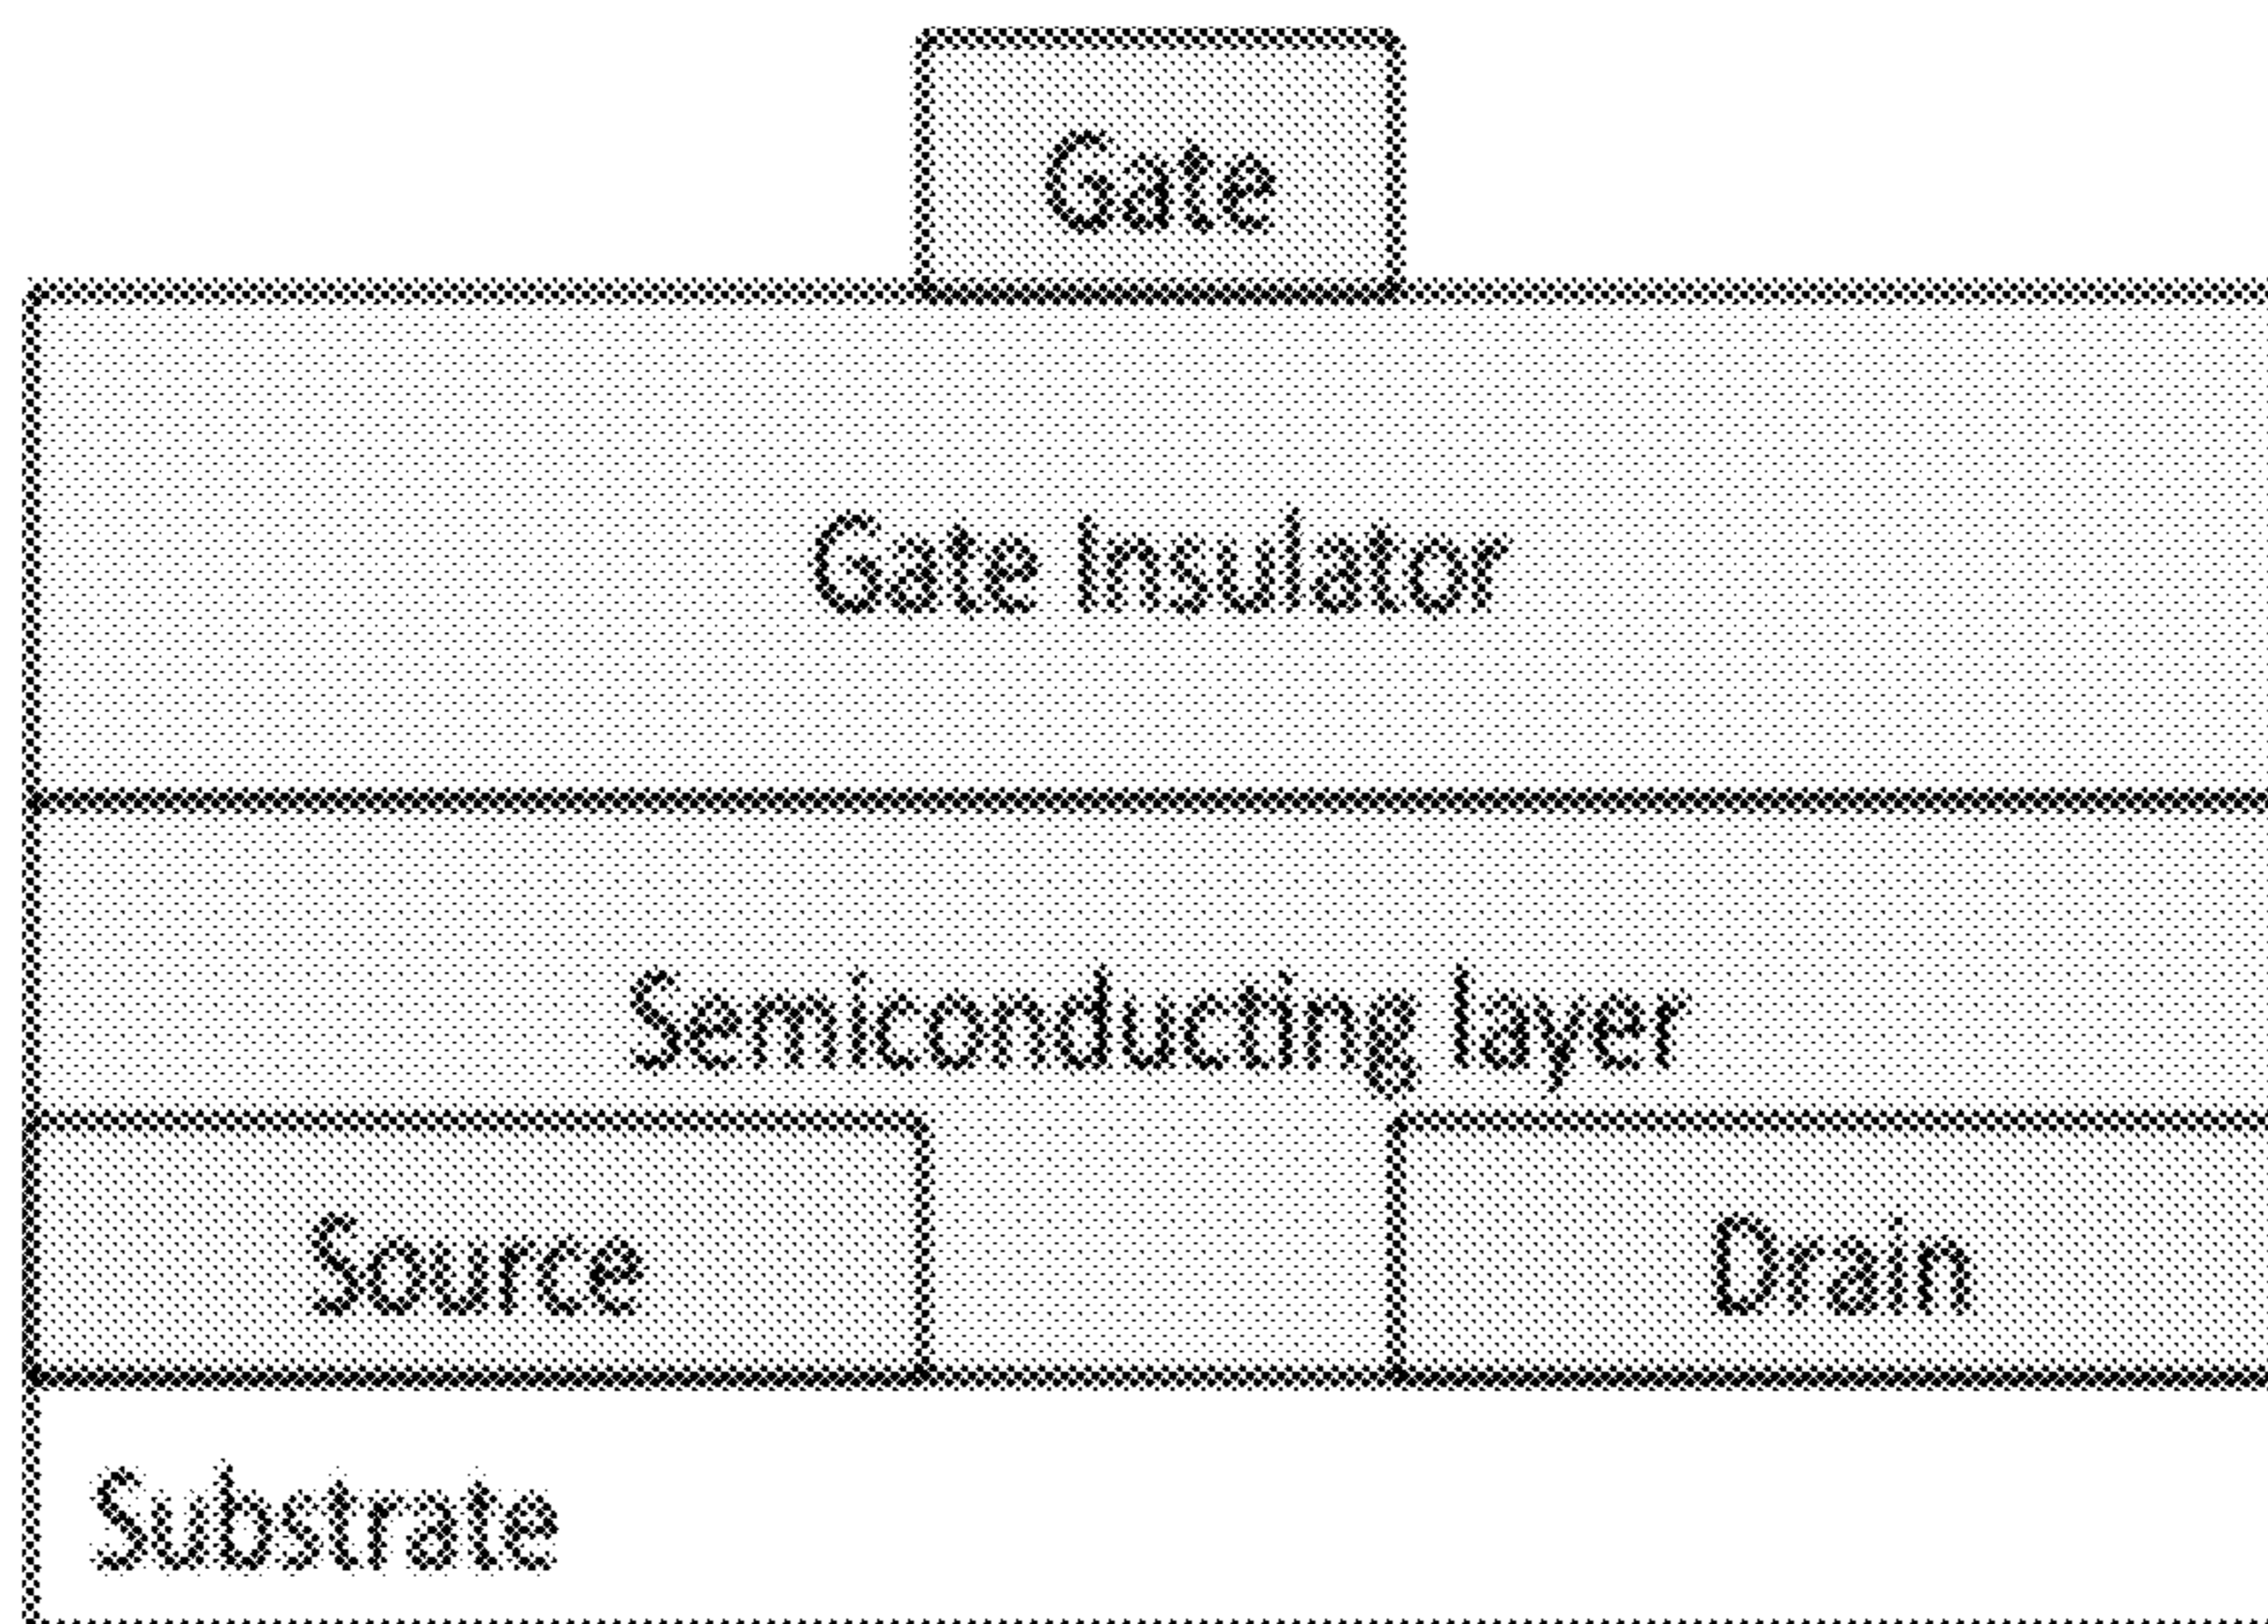 Gate
Gate Insulator
Semiconducting layer
Source
Drain
Substrate